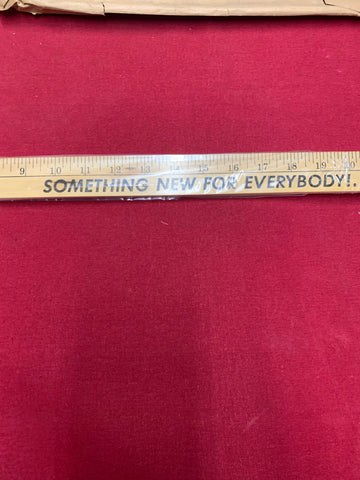 9 10 11 12 13 14 15 16 17 18 19 20
SOMETHING NEW FOR EVERYBODY!.